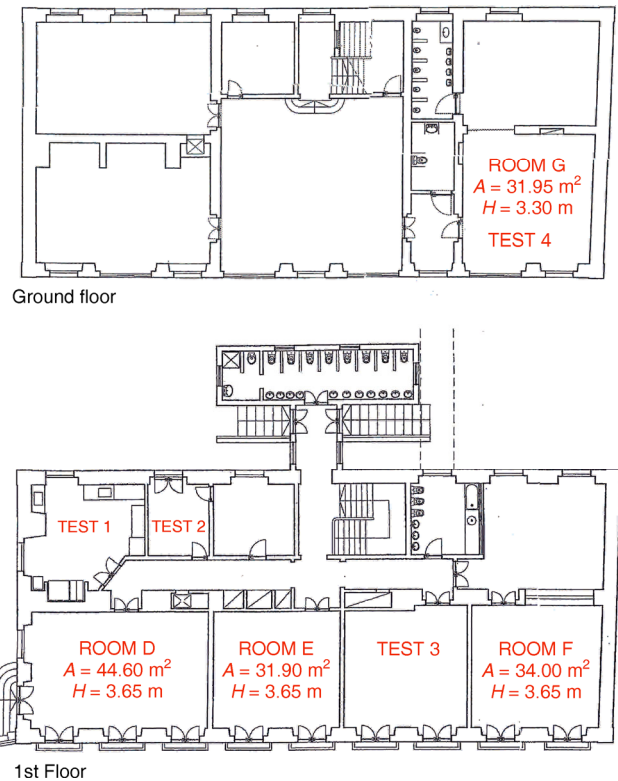 ROOM G
A = 31.95 m²
H = 3.30 m
TEST 4
Ground floor
TEST 1
TEST 2
ROOM D
A = 44.60 m²
H = 3.65 m
ROOM E
A = 31.90 m²
H = 3.65 m
TEST 3
ROOM F
A = 34.00 m²
H = 3.65 m
1st Floor